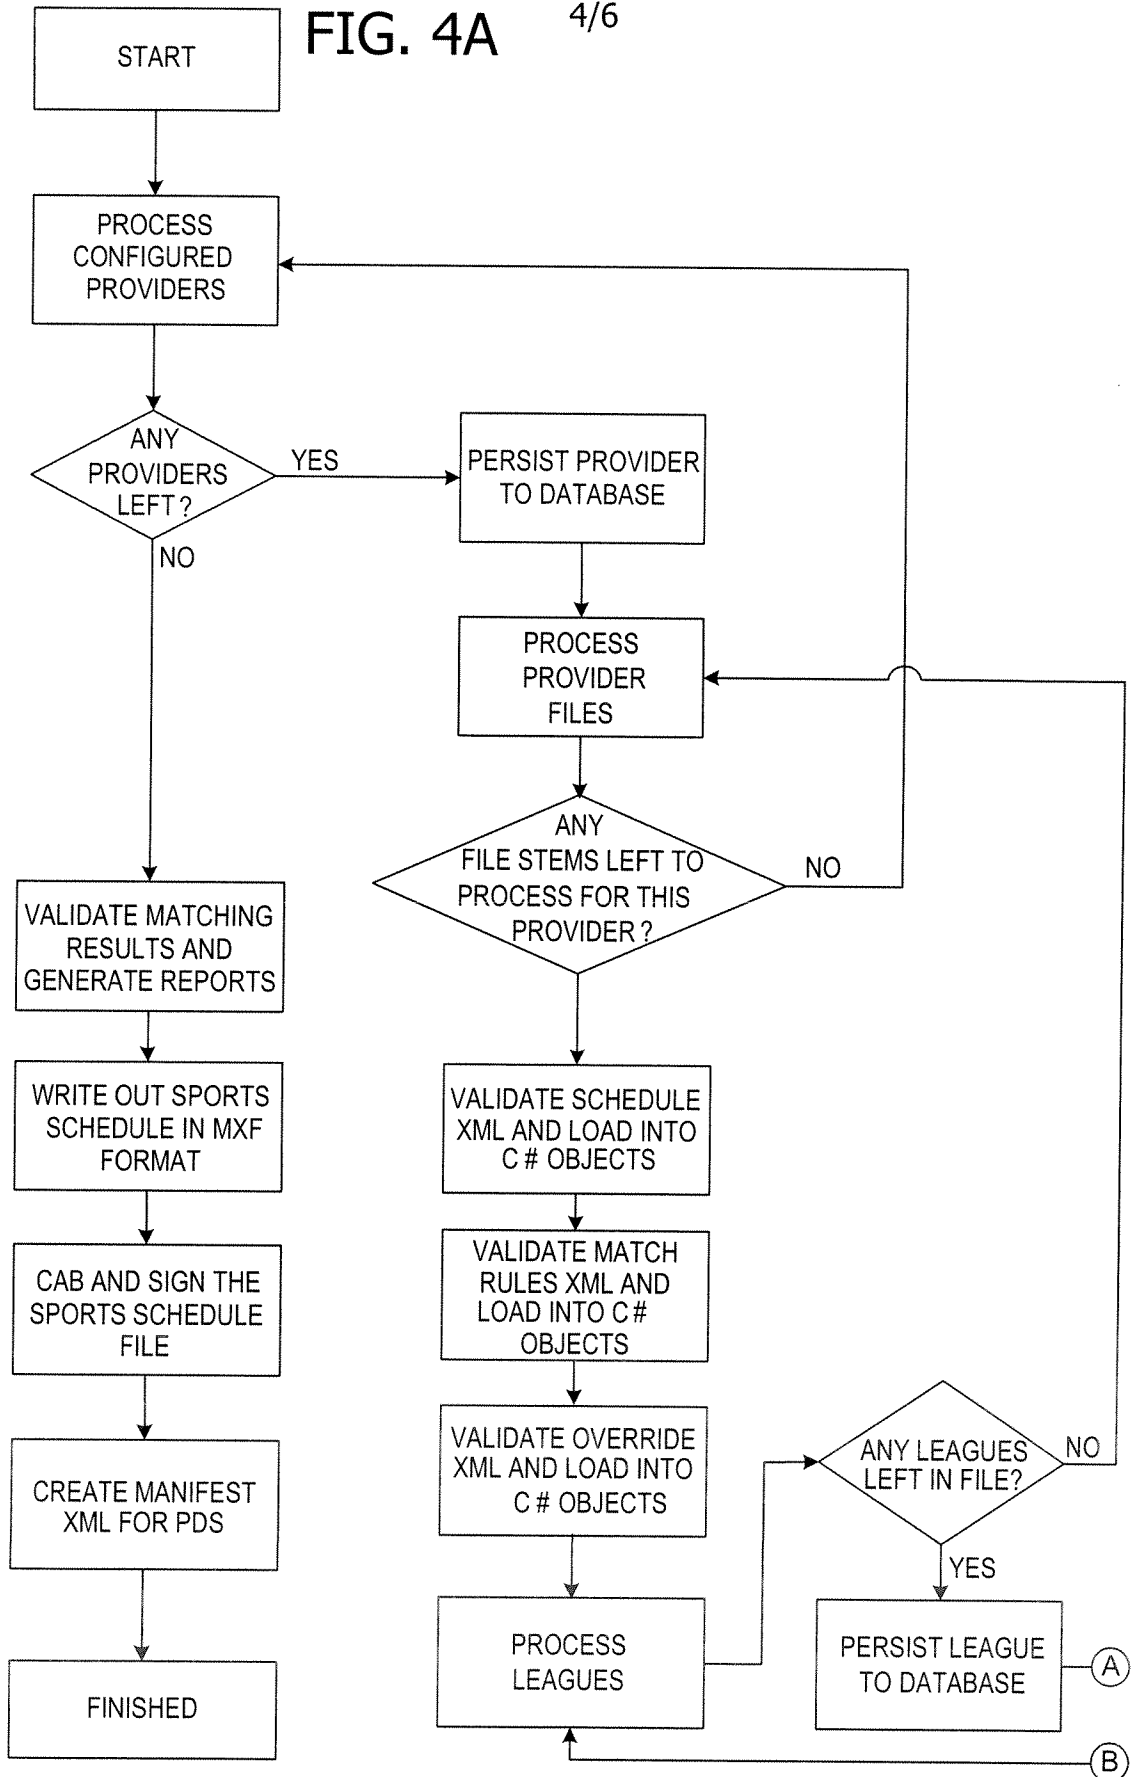 FIG. 4A
4/6
START
PROCESS
CONFIGURED
PROVIDERS
ANY
PROVIDERS
LEFT?
YES
NO
PERSIST PROVIDER
TO DATABASE
PROCESS
PROVIDER
FILES
ANY
FILE STEMS LEFT TO
PROCESS FOR THIS
PROVIDER?
NO
VALIDATE MATCHING
RESULTS AND
GENERATE REPORTS
WRITE OUT SPORTS
SCHEDULE IN MXF
FORMAT
CAB AND SIGN THE
SPORTS SCHEDULE
FILE
CREATE MANIFEST
XML FOR PDS
FINISHED
VALIDATE SCHEDULE
XML AND LOAD INTO
C# OBJECTS
VALIDATE MATCH
RULES XML AND
LOAD INTO C#
OBJECTS
VALIDATE OVERRIDE
XML AND LOAD INTO
C# OBJECTS
PROCESS
LEAGUES
ANY LEAGUES
LEFT IN FILE?
NO
YES
PERSIST LEAGUE
TO DATABASE
A
B